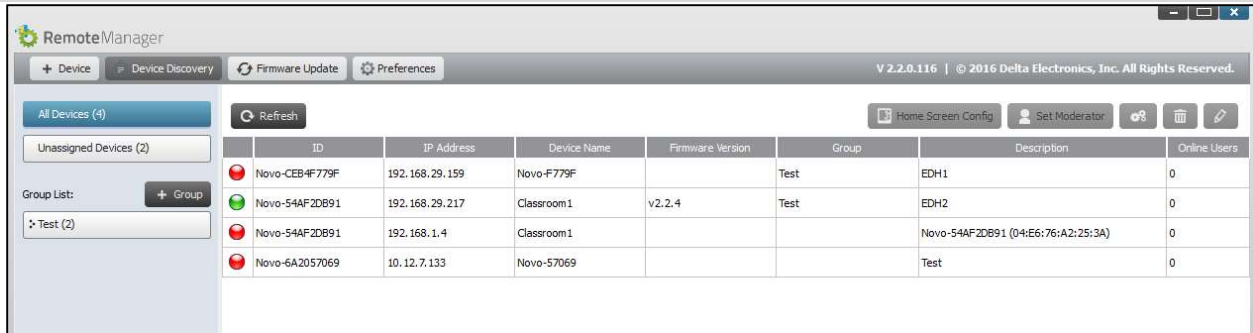 RemoteManager
+ Device Device Discovery Firmware Update Preferences V 2.2.0.116 | © 2016 Delta Electronics, Inc. All Rights Reserved.
All Devices (4) Refresh Home Screen Config Set Moderator
Unassigned Devices (2)
ID IP Address Device Name Firmware Version Group Description Online Users
Novo-CEB4F779F 192.168.29.159 Novo-F779F Test EDH1 0
Group List: + Group
Novo-54AF2DB91 192.168.29.217 Classroom1 v2.2.4 Test EDH2 0
Test (2)
Novo-54AF2DB91 192.168.1.4 Classroom1 Novo-54AF2DB91 (04:E6:76:A2:25:3A) 0
Novo-6A2057069 10.12.7.133 Novo-57069 Test 0